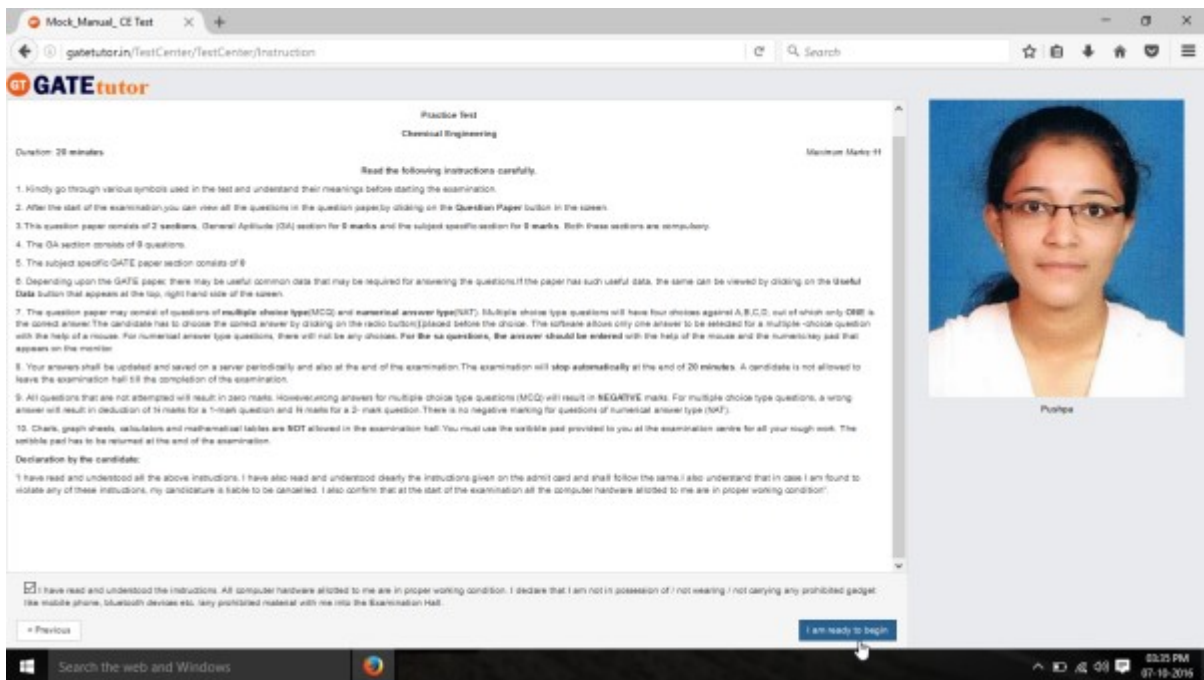 Mock_Manual_ CE Test
gatetutor.in/TestCenter/TestCenter/Instruction
Search
GT GATEtutor
Practice Test
Chemical Engineering
Duration: 20 minutes
Maximum Marks:
Read the following instructions carefully.
1. Kindly go through various symbols used in the test and understand their meanings before starting the examination.
2. After the start of the examination,you can view all the questions in the question paper,by clicking on the Question Paper button in the screen.
3.This question paper consists of 2 sections, General Aptitude (GA) section for 0 marks and the subject specific section for 0 marks. Both these sections are compulsory.
4. The GA section consists of 0 questions.
5. The subject specific GATE paper section consists of 0
6. Depending upon the GATE paper, there may be useful common data that may be required for answering the questions.If the paper has such useful data, the same can be viewed by clicking on the Useful
Data button that appears at the top, right hand side of the screen.
7. The question paper may consist of questions of multiple choice type(MCQ) and numerical answer type(NAT). Multiple choice type questions will have four choices against A,B,C,D, out of which only ONE is
the correct answer.The candidate has to choose the correct answer by clicking on the radio button()placed before the choice. The software allows only one answer to be selected for a multiple -choice question
with the help of a mouse. For numerical answer type questions, there will not be any choices. For the sa questions, the answer should be entered with the help of the mouse and the numeric key pad that
appears on the monitor.
8. Your answers shall be updated and saved on a server periodically and also at the end of the examination.The examination will stop automatically at the end of 20 minutes. A candidate is not allowed to
leave the examination hall till the completion of the examination.
9. All questions that are not attempted will result in zero marks. However,wrong answers for multiple choice type questions (MCQ) will result in NEGATIVE marks. For multiple choice type questions, a wrong
answer will result in deduction of marks for a 1-mark question and marks for a 2- mark question.There is no negative marking for questions of numerical answer type (NAT).
10. Charts, graph sheets, calculators and mathematical tables are NOT allowed in the examination hall.You must use the scribble pad provided to you at the examination centre for all your rough work. The
scribble pad has to be returned at the end of the examination.
Declaration by the candidate:
"I have read and understood all the above instructions. I have also read and understood clearly the instructions given on the admit card and shall follow the same.I also understand that in case I am found to
violate any of these instructions, my candidature is liable to be cancelled. I also confirm that at the start of the examination all the computer hardware allotted to me are in proper working condition".
Pushpa
I have read and understood the instructions. All computer hardware allotted to me are in proper working condition. I declare that I am not in possession of / not wearing / not carrying any prohibited gadget
like mobile phone, bluetooth devices etc. /any prohibited material with me into the Examination Hall.
« Previous
I am ready to begin
Search the web and Windows
03:35 PM
07-10-2016